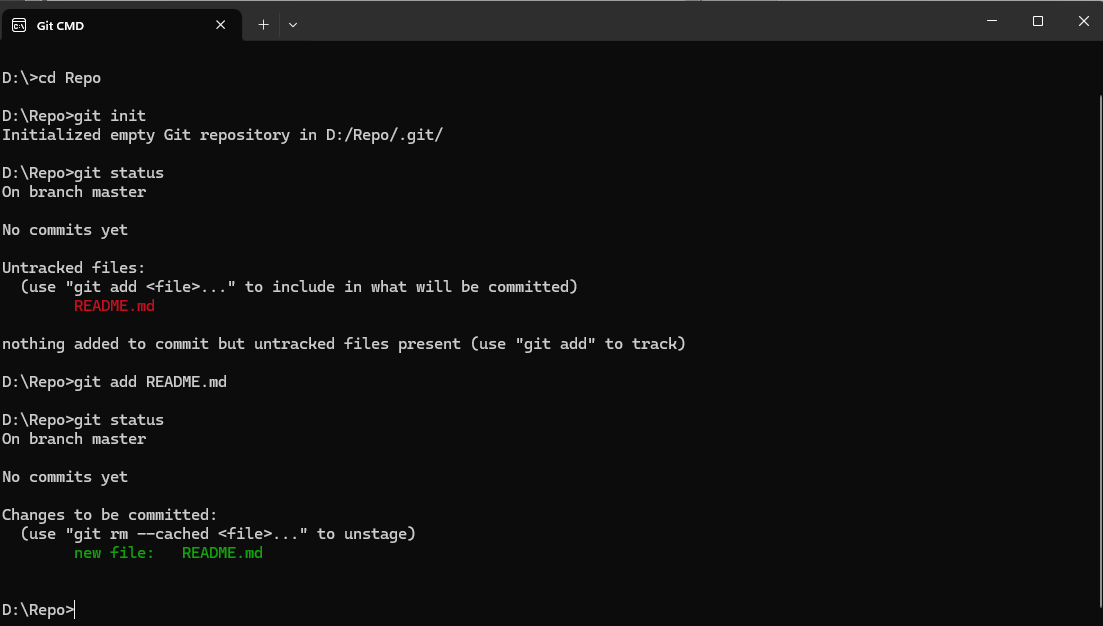 Git CMD
D:\>cd Repo
D:\Repo>git init
Initialized empty Git repository in D:/Repo/.git/
D:\Repo>git status
On branch master
No commits yet
Untracked files:
  (use "git add <file>..." to include in what will be committed)
        README.md
nothing added to commit but untracked files present (use "git add" to track)
D:\Repo>git add README.md
D:\Repo>git status
On branch master
No commits yet
Changes to be committed:
  (use "git rm --cached <file>..." to unstage)
        new file:   README.md
D:\Repo>